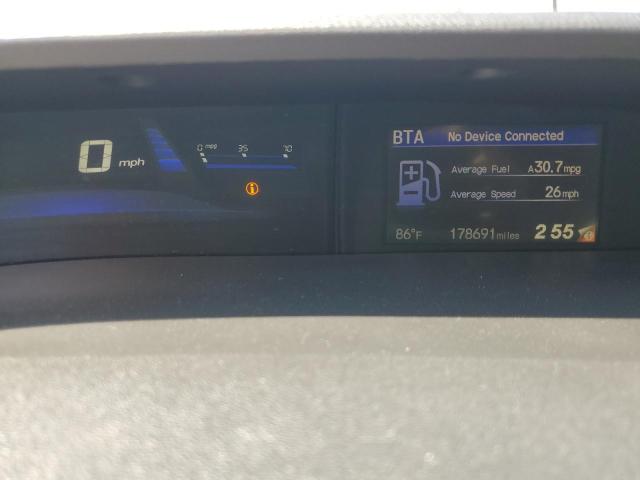 BTA No Device Connected
0 mph
0 mpg 35 70
Average Fuel A30.7mpg
Average Speed 26mph
86°F 178691miles 2 55